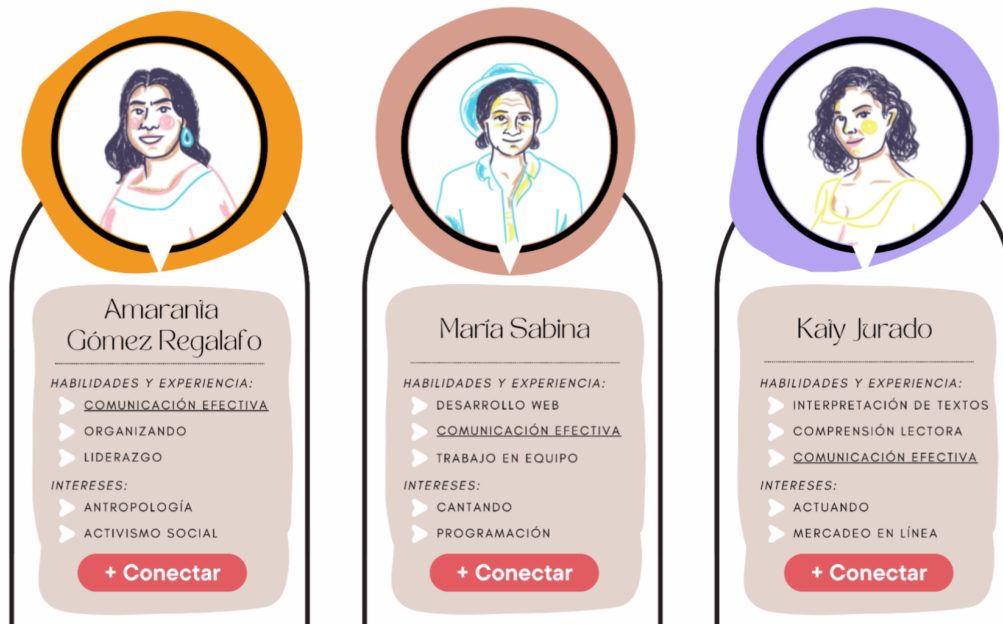 Amarania
Gómez Regalafo
HABILIDADES Y EXPERIENCIA:
COMUNICACIÓN EFECTIVA
ORGANIZANDO
LIDERAZGO
INTERESES:
ANTROPOLOGÍA
ACTIVISMO SOCIAL
+ Conectar
María Sabina
HABILIDADES Y EXPERIENCIA:
DESARROLLO WEB
COMUNICACIÓN EFECTIVA
TRABAJO EN EQUIPO
INTERESES:
CANTANDO
PROGRAMACIÓN
+ Conectar
Kaiy Jurado
HABILIDADES Y EXPERIENCIA:
INTERPRETACIÓN DE TEXTOS
COMPRENSIÓN LECTORA
COMUNICACIÓN EFECTIVA
INTERESES:
ACTUANDO
MERCADEO EN LÍNEA
+ Conectar